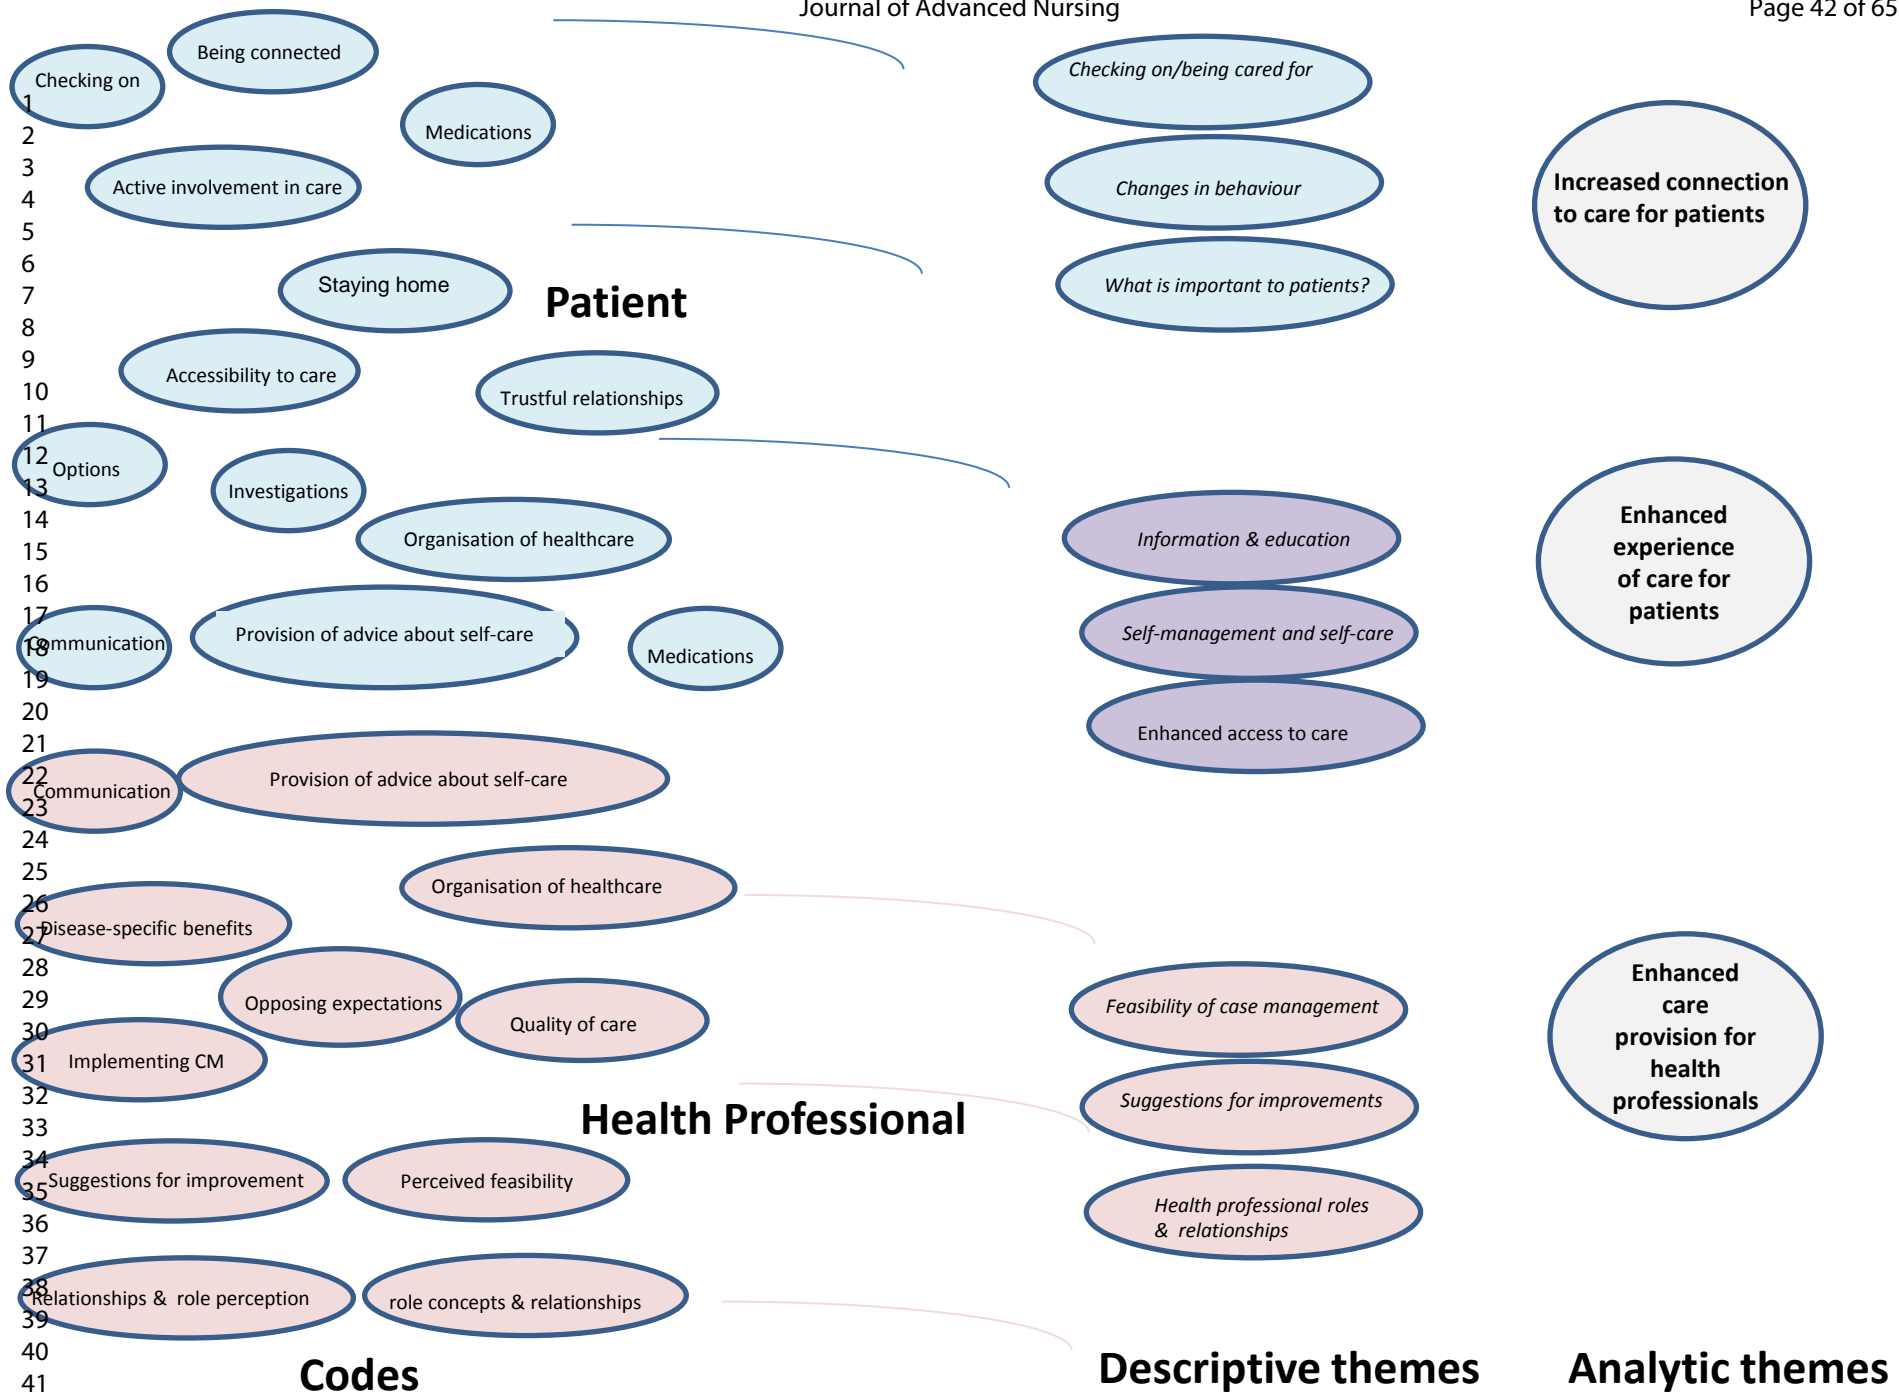 Journal of Advanced Nursing
Page 42 of 65
Being connected
Checking on
Medications
Active involvement in care
Staying home
Patient
Accessibility to care
Trustful relationships
Options
Investigations
Organisation of healthcare
Communication
Provision of advice about self-care
Medications
Communication
Provision of advice about self-care
Organisation of healthcare
Disease-specific benefits
Opposing expectations
Quality of care
Implementing CM
Health Professional
Suggestions for improvement
Perceived feasibility
Relationships & role perception
role concepts & relationships
Codes
Checking on/being cared for
Changes in behaviour
What is important to patients?
Information & education
Self-management and self-care
Enhanced access to care
Feasibility of case management
Suggestions for improvements
Health professional roles
& relationships
Descriptive themes
Increased connection
to care for patients
Enhanced
experience
of care for
patients
Enhanced
care
provision for
health
professionals
Analytic themes
1
2
3
4
5
6
7
8
9
10
11
12
13
14
15
16
17
18
19
20
21
22
23
24
25
26
27
28
29
30
31
32
33
34
35
36
37
38
39
40
41